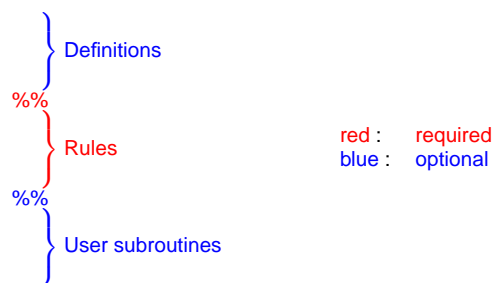 Definitions
%%
Rules
red : required
blue : optional
%%
User subroutines